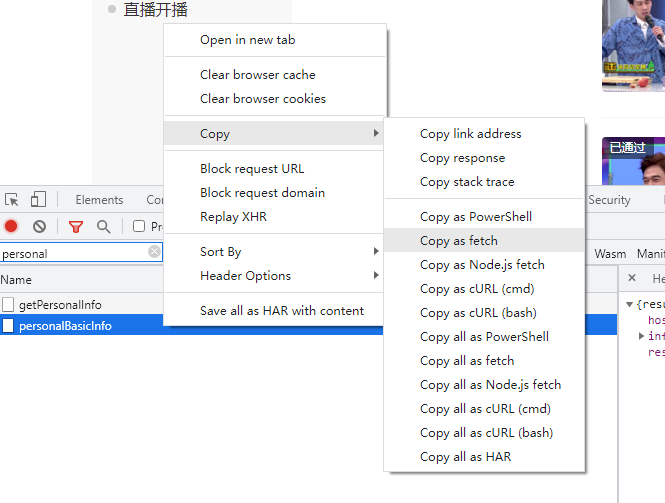 直播开播
Open in new tab
Clear browser cache
Clear browser cookies
Copy
Block request URL
Block request domain
Replay XHR
Sort By
Header Options
Save all as HAR with content
Copy link address
Copy response
Copy stack trace
Copy as PowerShell
Copy as fetch
Copy as Node.js fetch
Copy as cURL (cmd)
Copy as cURL (bash)
Copy all as PowerShell
Copy all as fetch
Copy all as Node.js fetch
Copy all as cURL (cmd)
Copy all as cURL (bash)
Copy all as HAR
已通过
Elements
Con
Security
Pre
personal
Wasm
Manif
Name
He
getPersonalInfo
personalBasicInfo
{resu
hos
inf
res